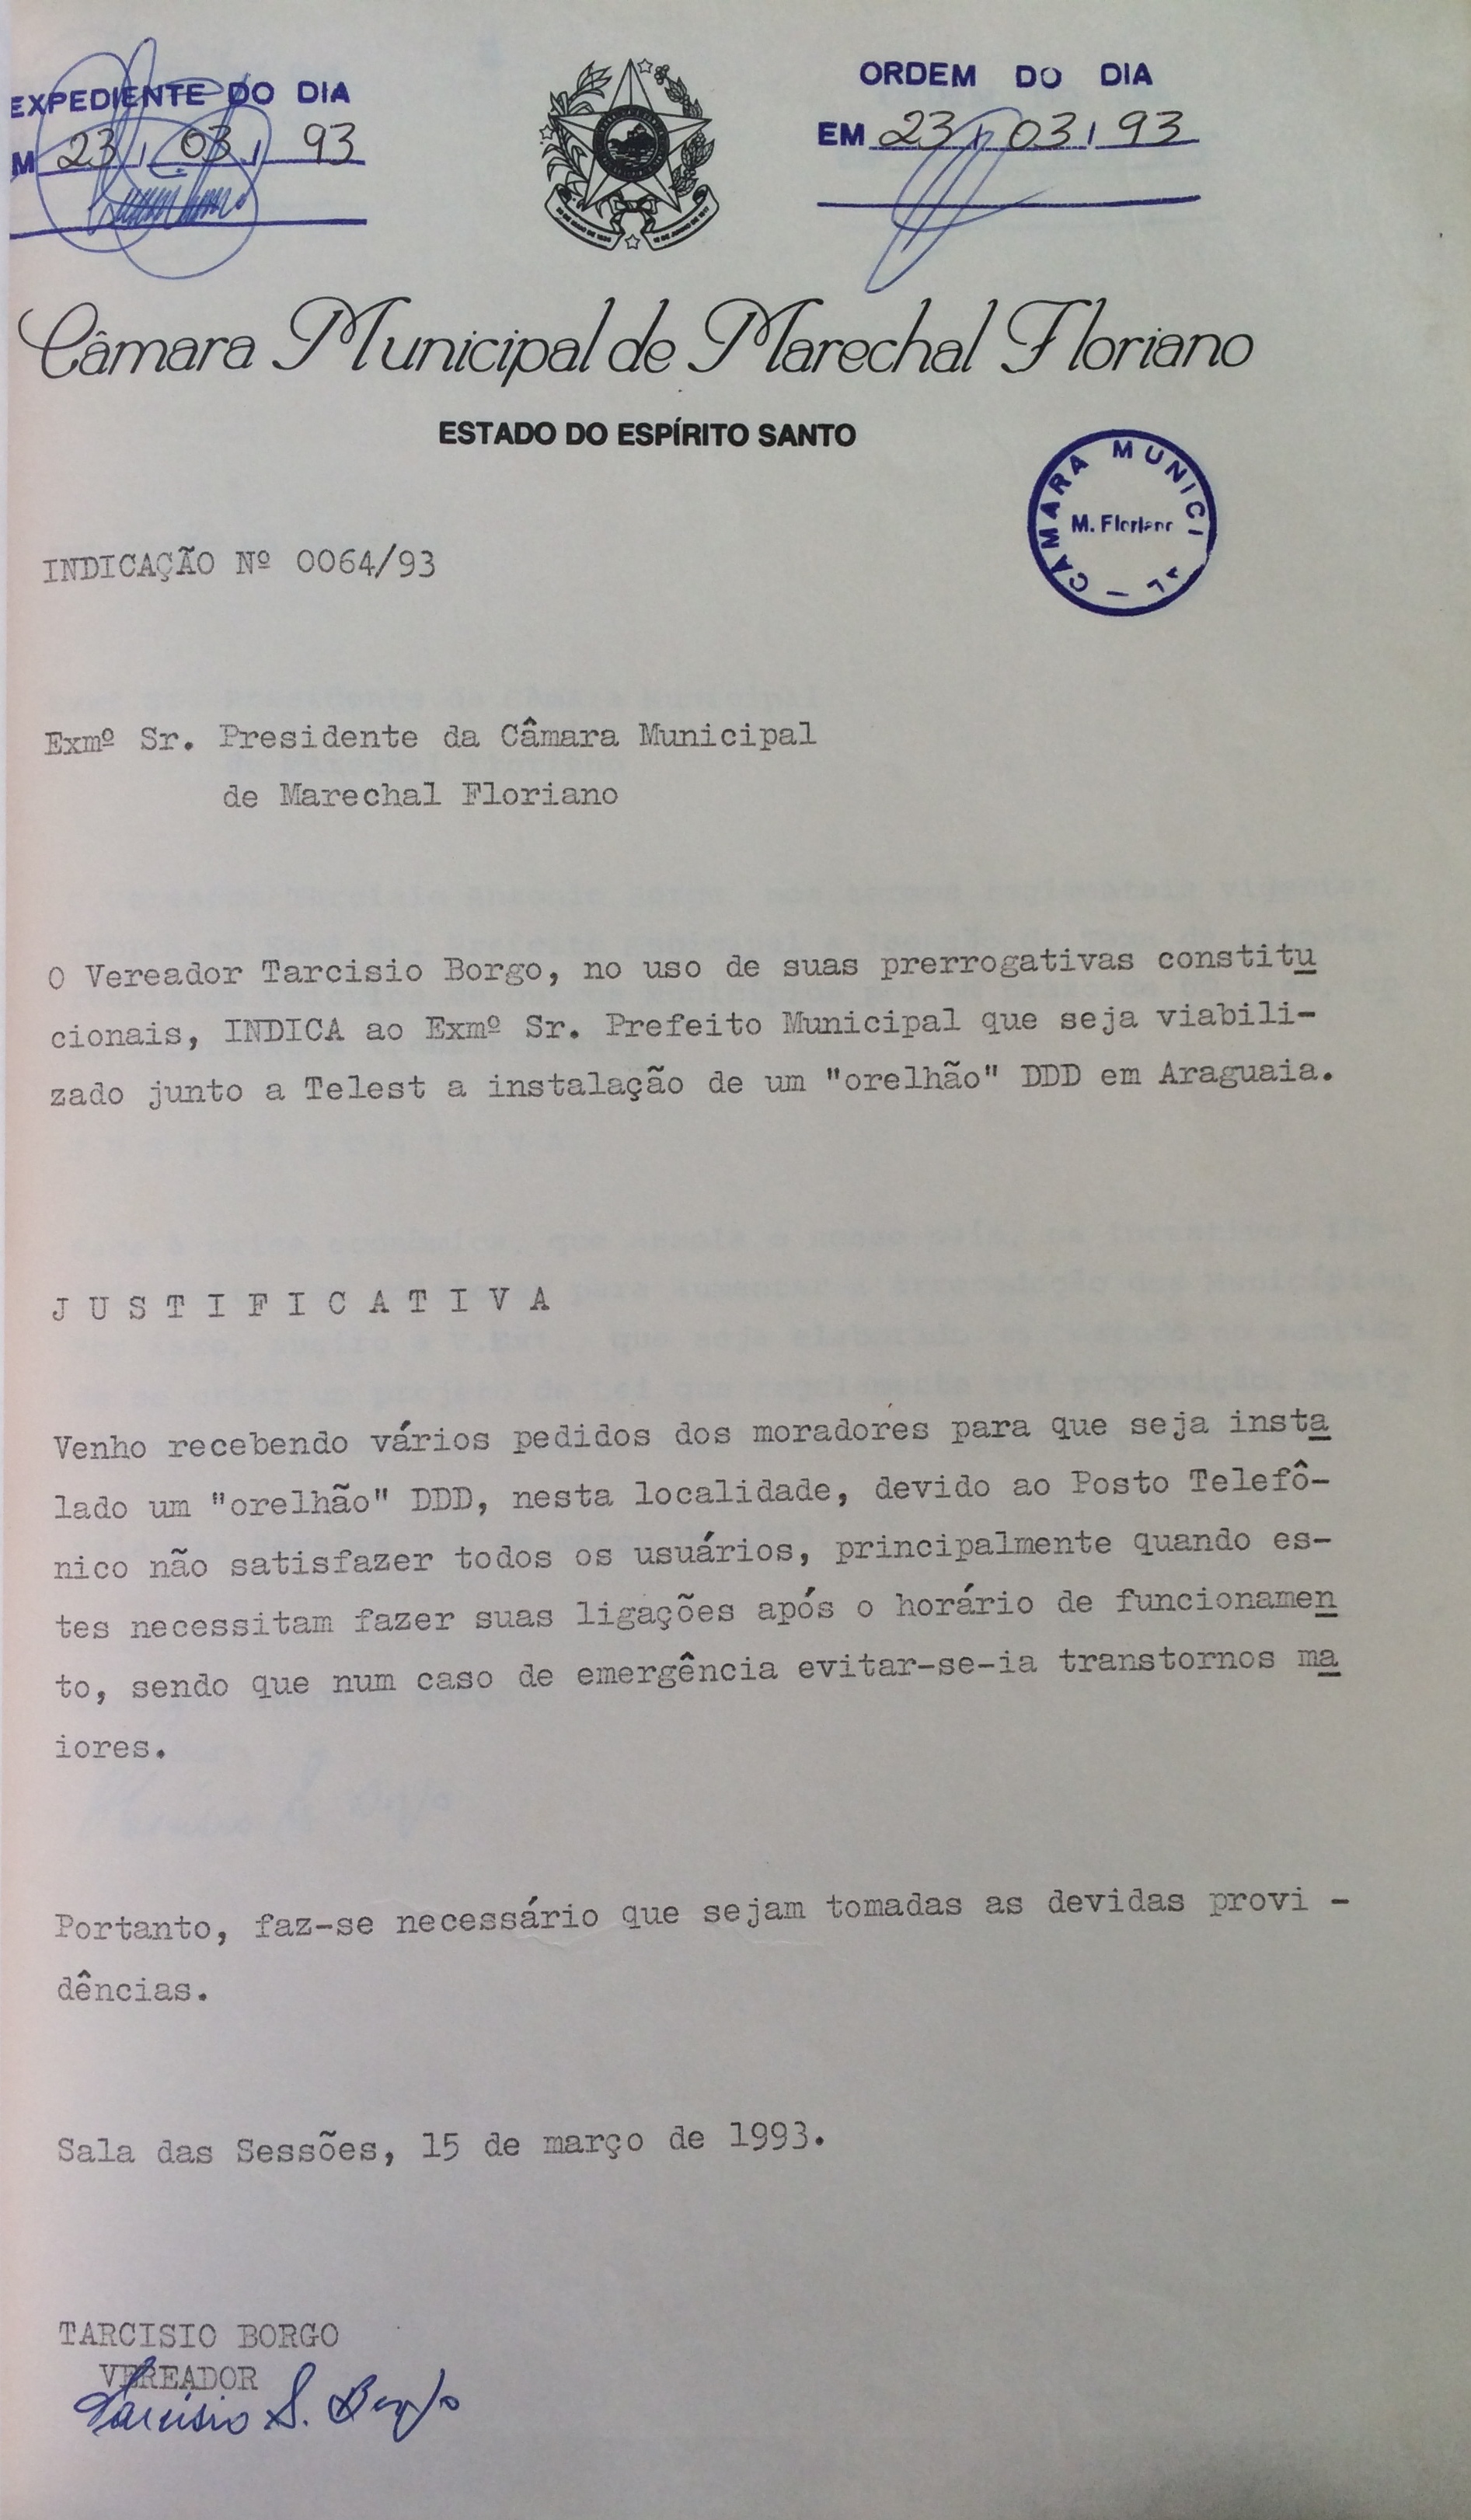 EXPEDIENTE DO DIA
M 23 / 03 / 93
ORDEM DO DIA
EM 23 / 03 / 93
Câmara Municipal de Marechal Floriano
ESTADO DO ESPÍRITO SANTO
CÂMARA MUNICI AL —
M. Floriano
INDICAÇÃO Nº 0064/93
Exmº Sr. Presidente da Câmara Municipal
de Marechal Floriano
O Vereador Tarcisio Borgo, no uso de suas prerrogativas constitu
cionais, INDICA ao Exmº Sr. Prefeito Municipal que seja viabili-
zado junto a Telest a instalação de um "orelhão" DDD em Araguaia.
J U S T I F I C A T I V A
Venho recebendo vários pedidos dos moradores para que seja insta
lado um "orelhão" DDD, nesta localidade, devido ao Posto Telefô-
nico não satisfazer todos os usuários, principalmente quando es-
tes necessitam fazer suas ligações após o horário de funcionamen
to, sendo que num caso de emergência evitar-se-ia transtornos ma
iores.
Portanto, faz-se necessário que sejam tomadas as devidas provi -
dências.
Sala das Sessões, 15 de março de 1993.
TARCISIO BORGO
VEREADOR
Tarcisio S. Borgo